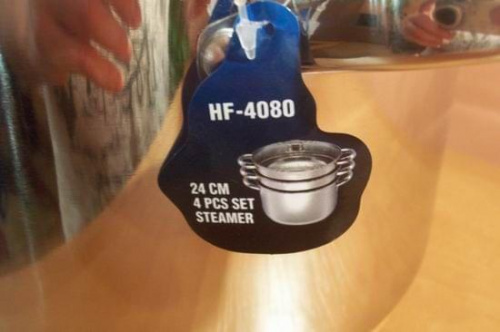 HF-4080
24 CM
4 PCS SET
STEAMER